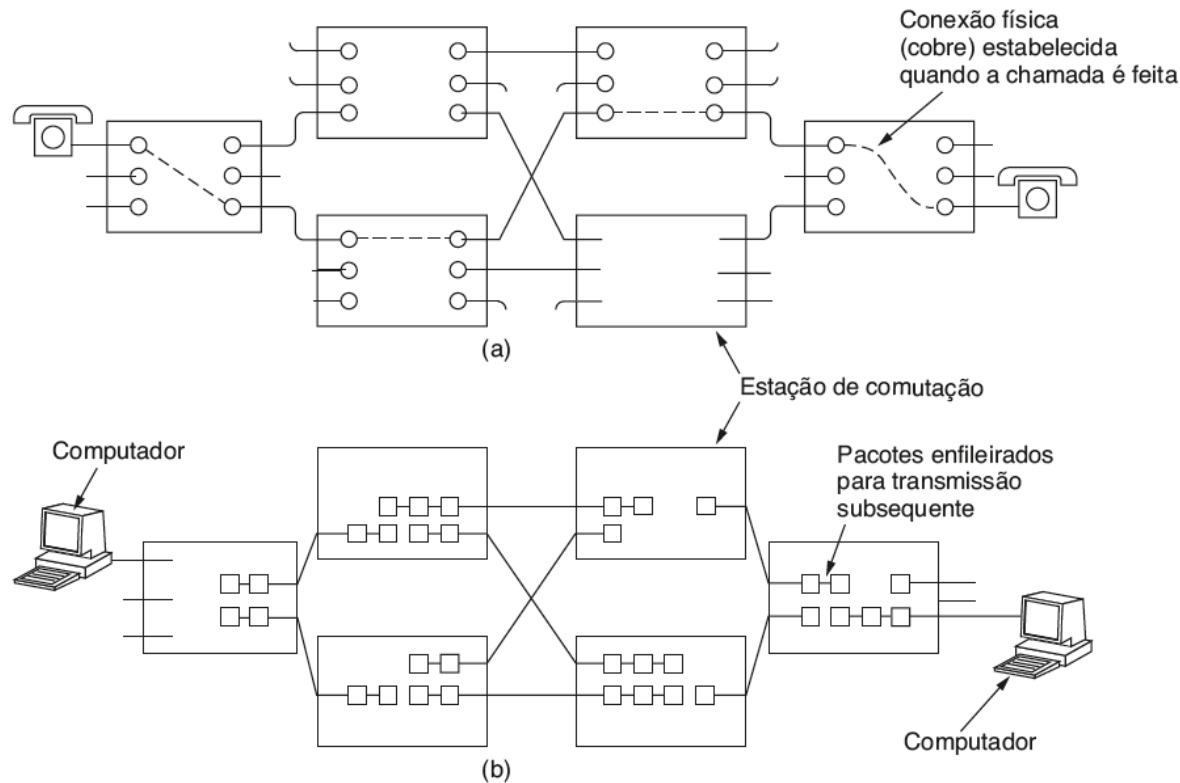 Conexão física
(cobre) estabelecida
quando a chamada é feita
(a)
Estação de comutação
Computador
Pacotes enfileirados
para transmissão
subsequente
Computador
(b)